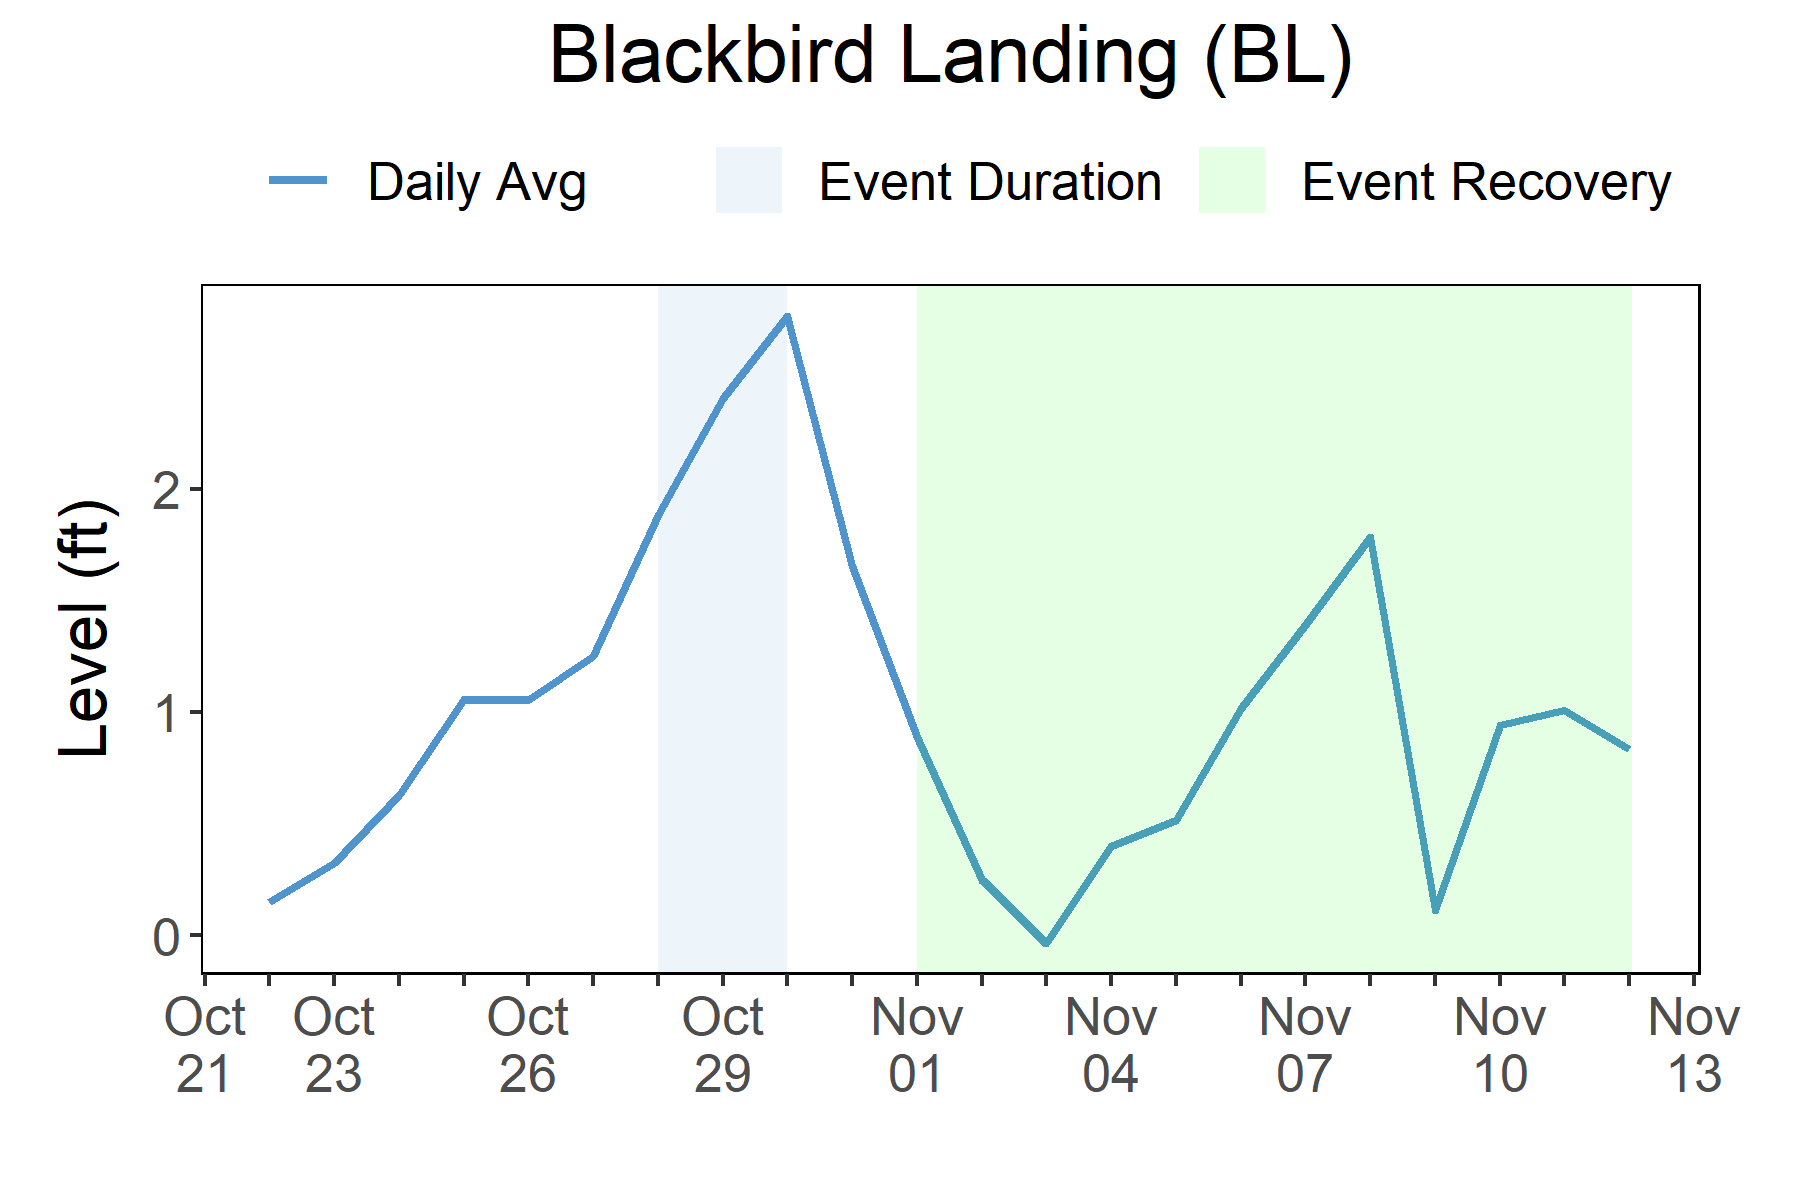 Blackbird Landing (BL)
Daily Avg Event Duration Event Recovery
Level (ft)
2
1
0
Oct Oct Oct Oct Nov Nov Nov Nov Nov
21 23 26 29 01 04 07 10 13